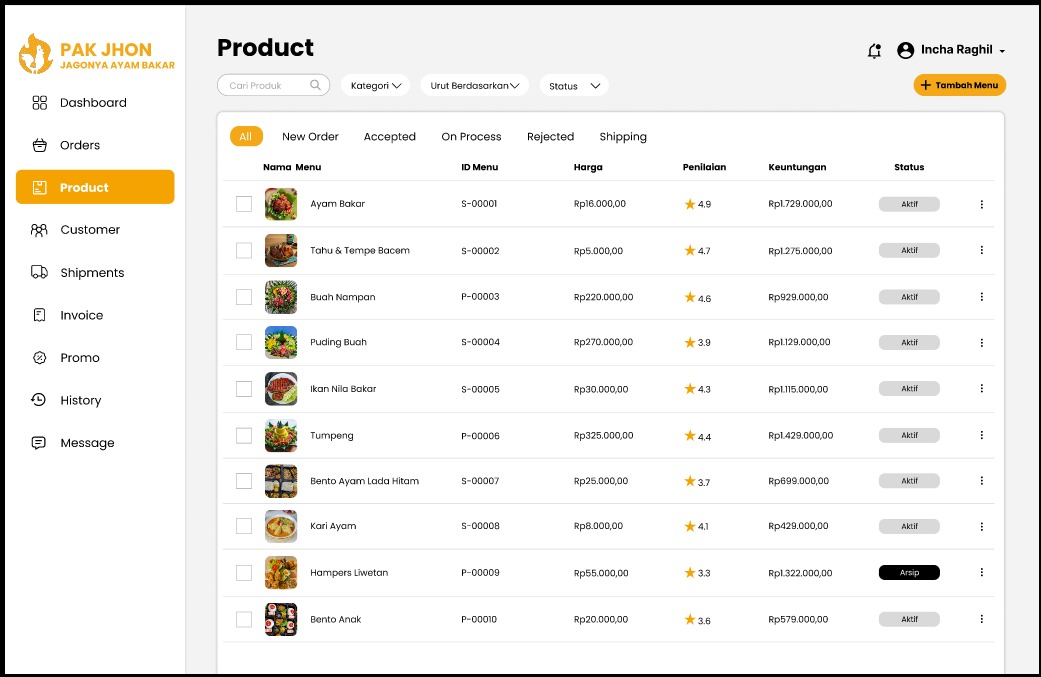 PAK JHON
JAGONYA AYAM BAKAR
Dashboard
Orders
Product
Customer
Shipments
Invoice
Promo
History
Message
Product
Incha Raghil
Cari Produk Kategori Urut Berdasarkan Status + Tambah Menu
All New Order Accepted On Process Rejected Shipping
Nama Menu ID Menu Harga Penilaian Keuntungan Status
Ayam Bakar S-00001 Rp16.000,00 4.9 Rp1.729.000,00 Aktif
Tahu & Tempe Bacem S-00002 Rp5.000,00 4.7 Rp1.275.000,00 Aktif
Buah Nampan P-00003 Rp220.000,00 4.6 Rp929.000,00 Aktif
Puding Buah S-00004 Rp270.000,00 3.9 Rp1.129.000,00 Aktif
Ikan Nila Bakar S-00005 Rp30.000,00 4.3 Rp1.115.000,00 Aktif
Tumpeng P-00006 Rp325.000,00 4.4 Rp1.429.000,00 Aktif
Bento Ayam Lada Hitam S-00007 Rp25.000,00 3.7 Rp699.000,00 Aktif
Kari Ayam S-00008 Rp8.000,00 4.1 Rp429.000,00 Aktif
Hampers Liwetan P-00009 Rp55.000,00 3.3 Rp1.322.000,00 Arsip
Bento Anak P-00010 Rp20.000,00 3.6 Rp579.000,00 Aktif